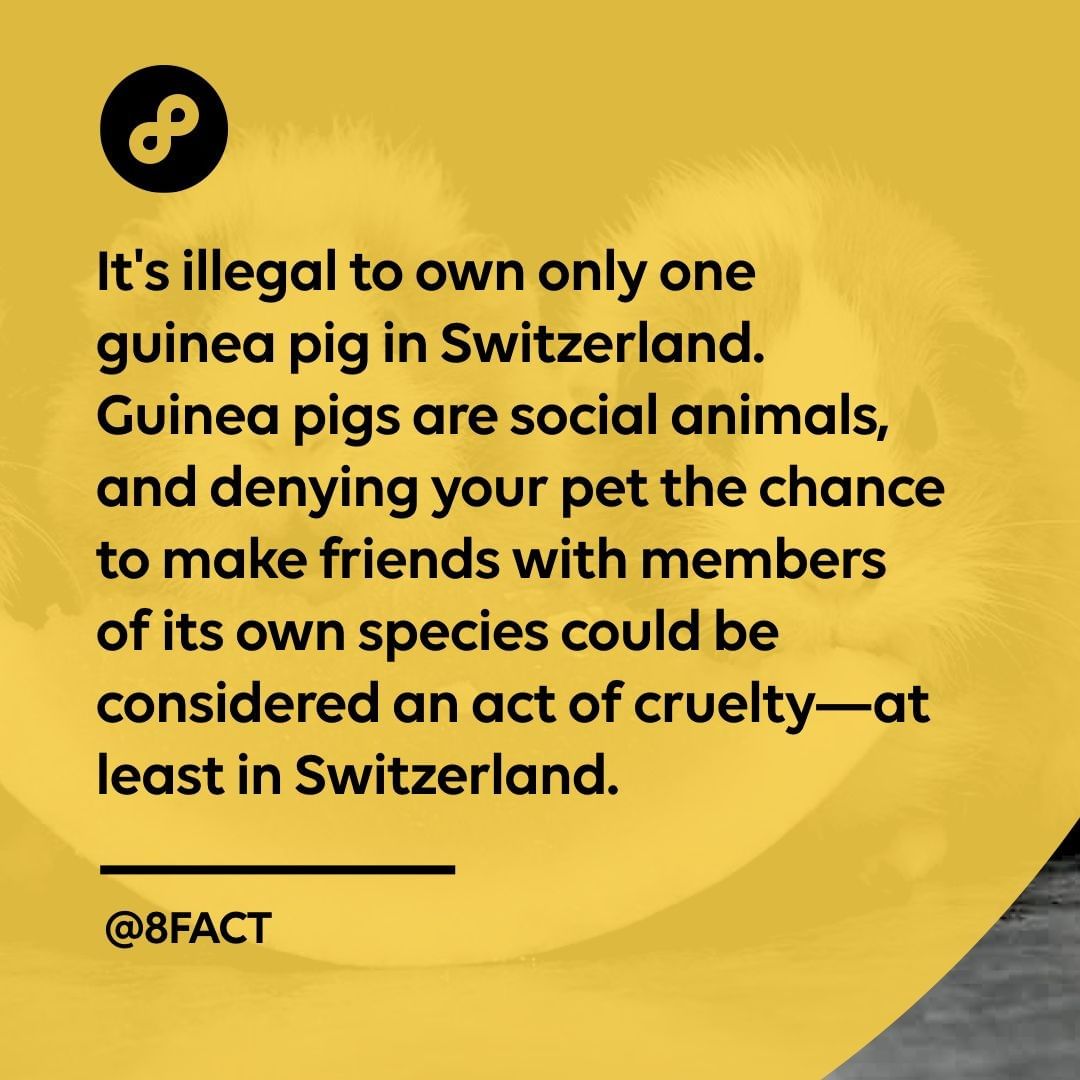 It's illegal to own only one
guinea pig in Switzerland.
Guinea pigs are social animals,
and denying your pet the chance
to make friends with members
of its own species could be
considered an act of cruelty—at
least in Switzerland.
@8FACT